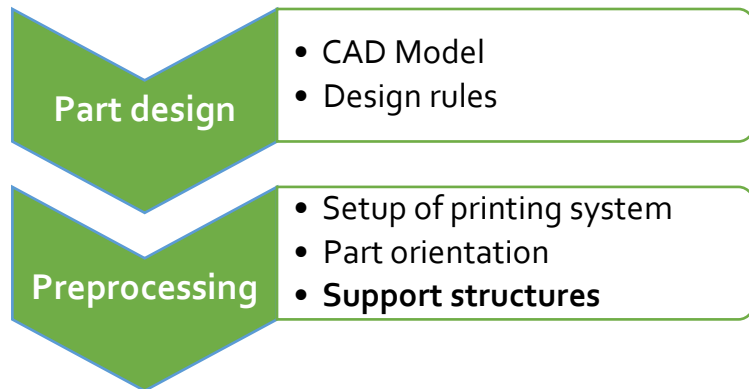 Part design
• CAD Model
• Design rules
Preprocessing
• Setup of printing system
• Part orientation
• Support structures